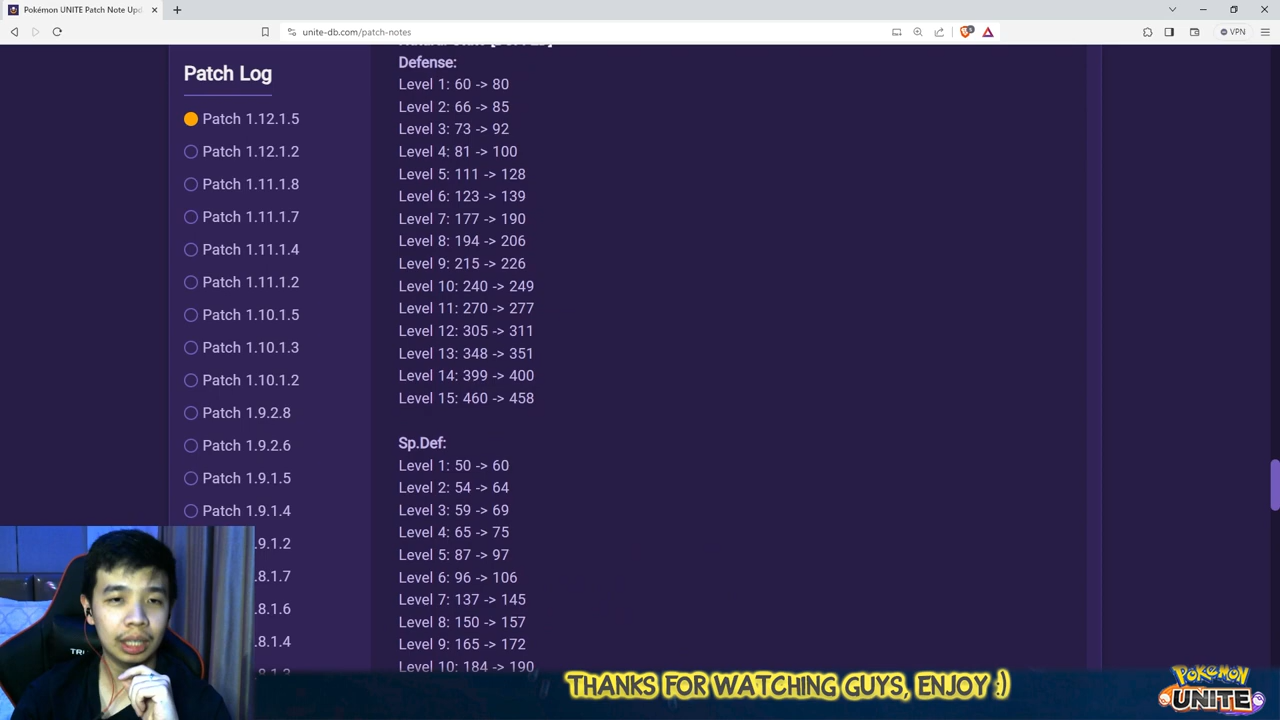 Pokémon UNITE Patch Note Upd
unite-db.com/patch-notes
VPN
Patch Log
Patch 1.12.1.5
Patch 1.12.1.2
Patch 1.11.1.8
Patch 1.11.1.7
Patch 1.11.1.4
Patch 1.11.1.2
Patch 1.10.1.5
Patch 1.10.1.3
Patch 1.10.1.2
Patch 1.9.2.8
Patch 1.9.2.6
Patch 1.9.1.5
Patch 1.9.1.4
.9.1.2
.8.1.7
.8.1.6
.8.1.4
.8.1.3
Defense:
Level 1: 60 -> 80
Level 2: 66 -> 85
Level 3: 73 -> 92
Level 4: 81 -> 100
Level 5: 111 -> 128
Level 6: 123 -> 139
Level 7: 177 -> 190
Level 8: 194 -> 206
Level 9: 215 -> 226
Level 10: 240 -> 249
Level 11: 270 -> 277
Level 12: 305 -> 311
Level 13: 348 -> 351
Level 14: 399 -> 400
Level 15: 460 -> 458
Sp.Def:
Level 1: 50 -> 60
Level 2: 54 -> 64
Level 3: 59 -> 69
Level 4: 65 -> 75
Level 5: 87 -> 97
Level 6: 96 -> 106
Level 7: 137 -> 145
Level 8: 150 -> 157
Level 9: 165 -> 172
Level 10: 184 -> 190
THANKS FOR WATCHING GUYS, ENJOY :)
POKÉMON
UNITE